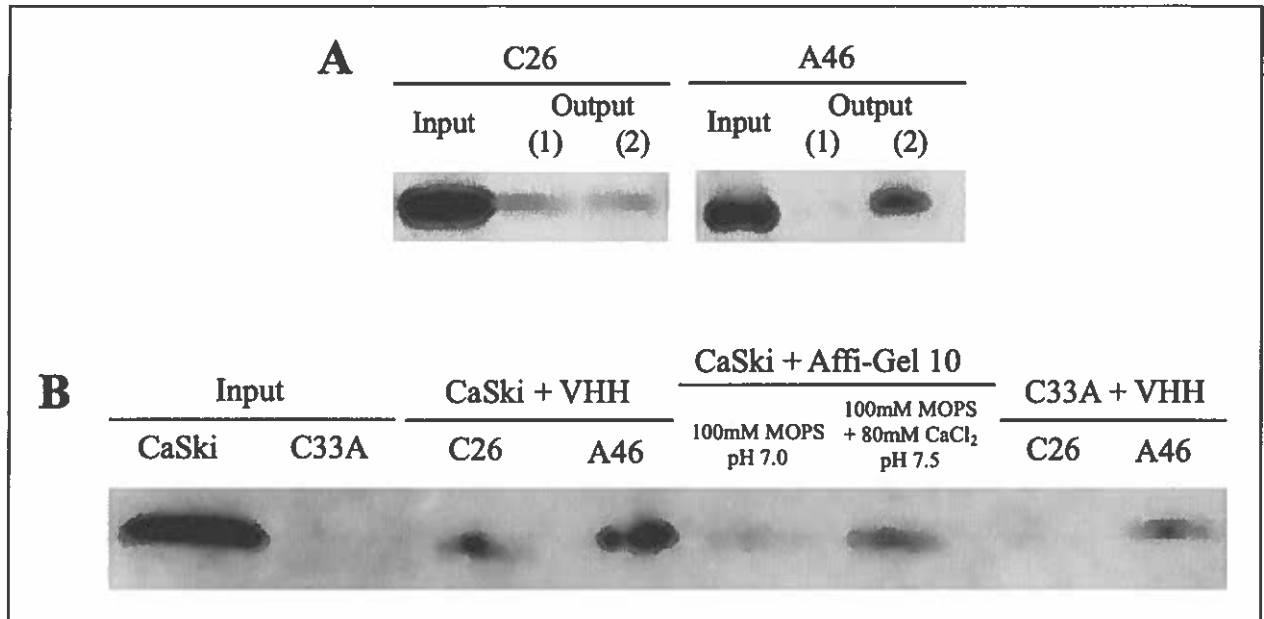 A
C26
A46
Input
Output
(1)
(2)
Input
Output
(1)
(2)
B
Input
CaSki + VHH
CaSki + Affi-Gel 10
C33A + VHH
CaSki
C33A
C26
A46
100mM MOPS
pH 7.0
100mM MOPS
+ 80mM CaCl₂
pH 7.5
C26
A46